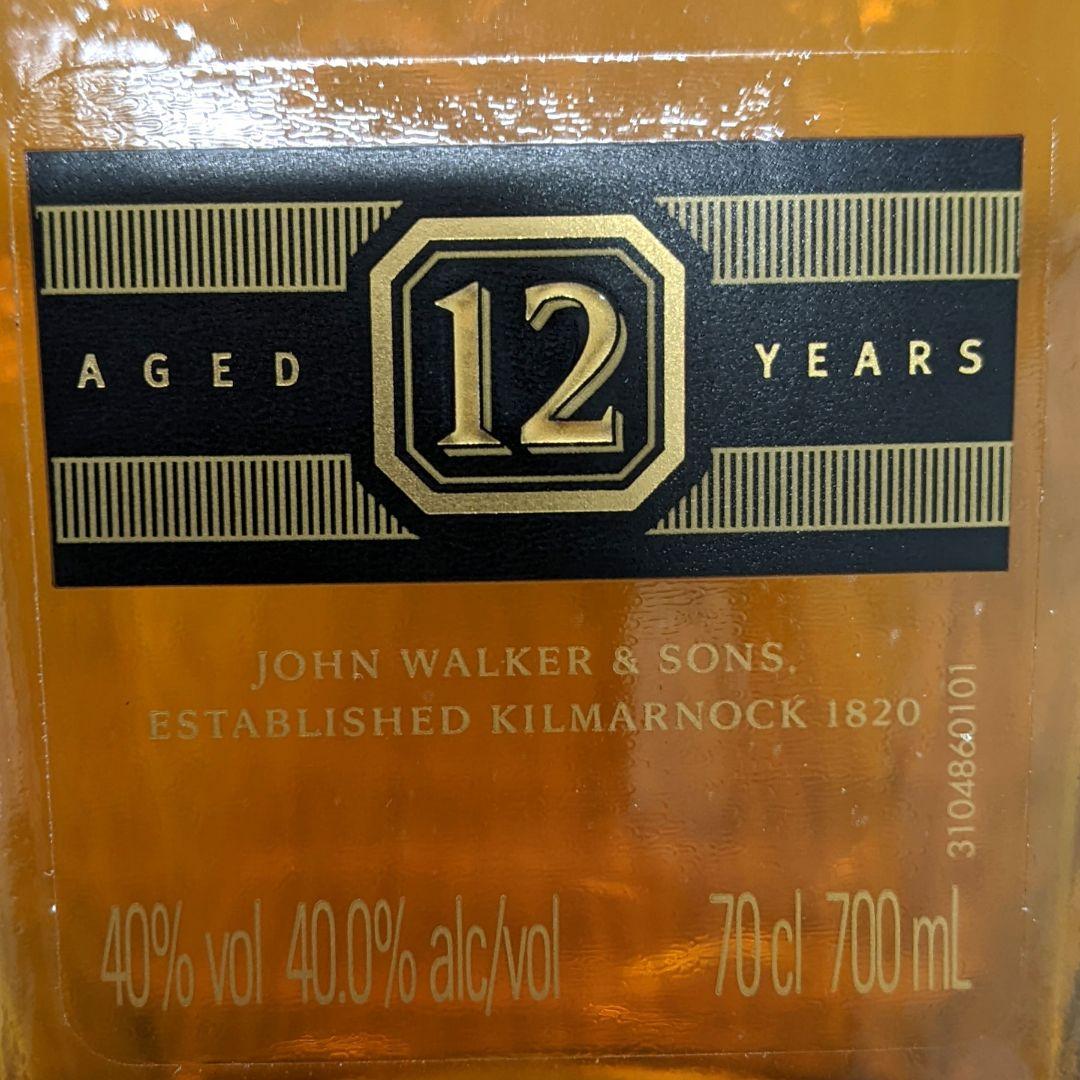 AGED 12 YEARS
JOHN WALKER & SONS,
ESTABLISHED KILMARNOCK 1820
3104860101
40% vol 40.0% alc/vol
70 cl 700 mL